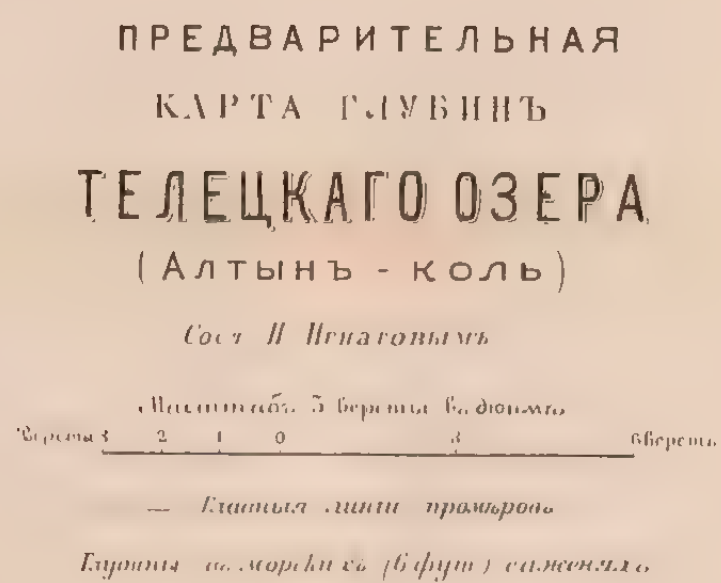 ПРЕДВАРИТЕЛЬНАЯ
КАРТА ГЛУБИНЪ
ТЕЛЕЦКАГО ОЗЕРА
(АЛТЫНЪ - КОЛЬ)
Сост П Игнатовымъ
Масштабъ 3 версты въ дюймѣ
Версты 3 2 1 0 3 6 верстъ
— Главныя линіи промѣровъ
Глубины въ морскихъ (6 фут) саженяхъ